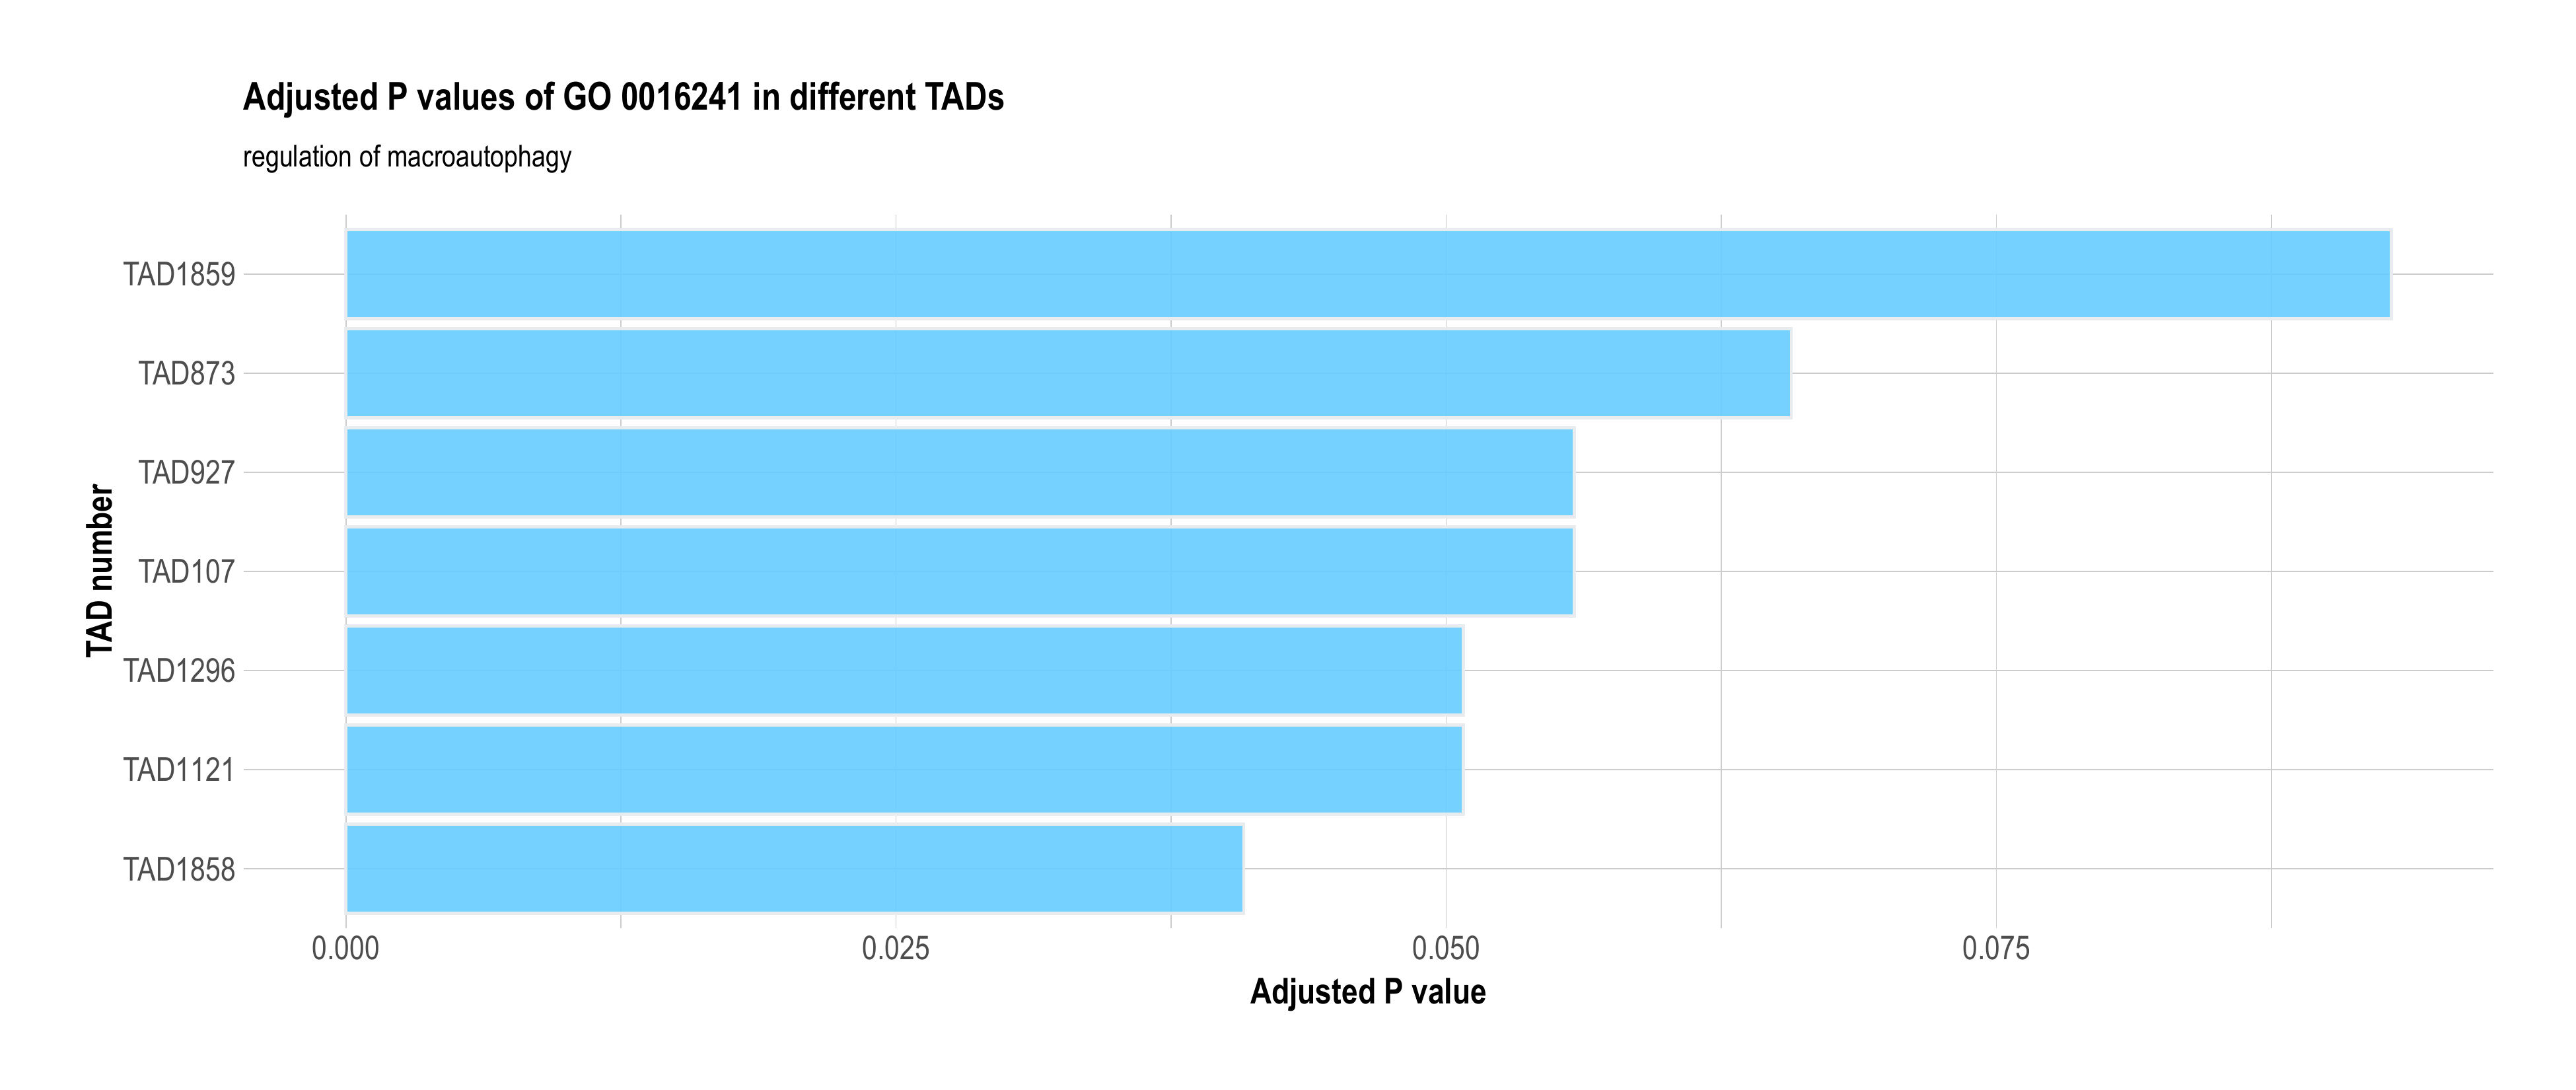 Adjusted P values of GO 0016241 in different TADs
regulation of macroautophagy
TAD number
TAD1859
TAD873
TAD927
TAD107
TAD1296
TAD1121
TAD1858
0.000 0.025 0.050 0.075
Adjusted P value